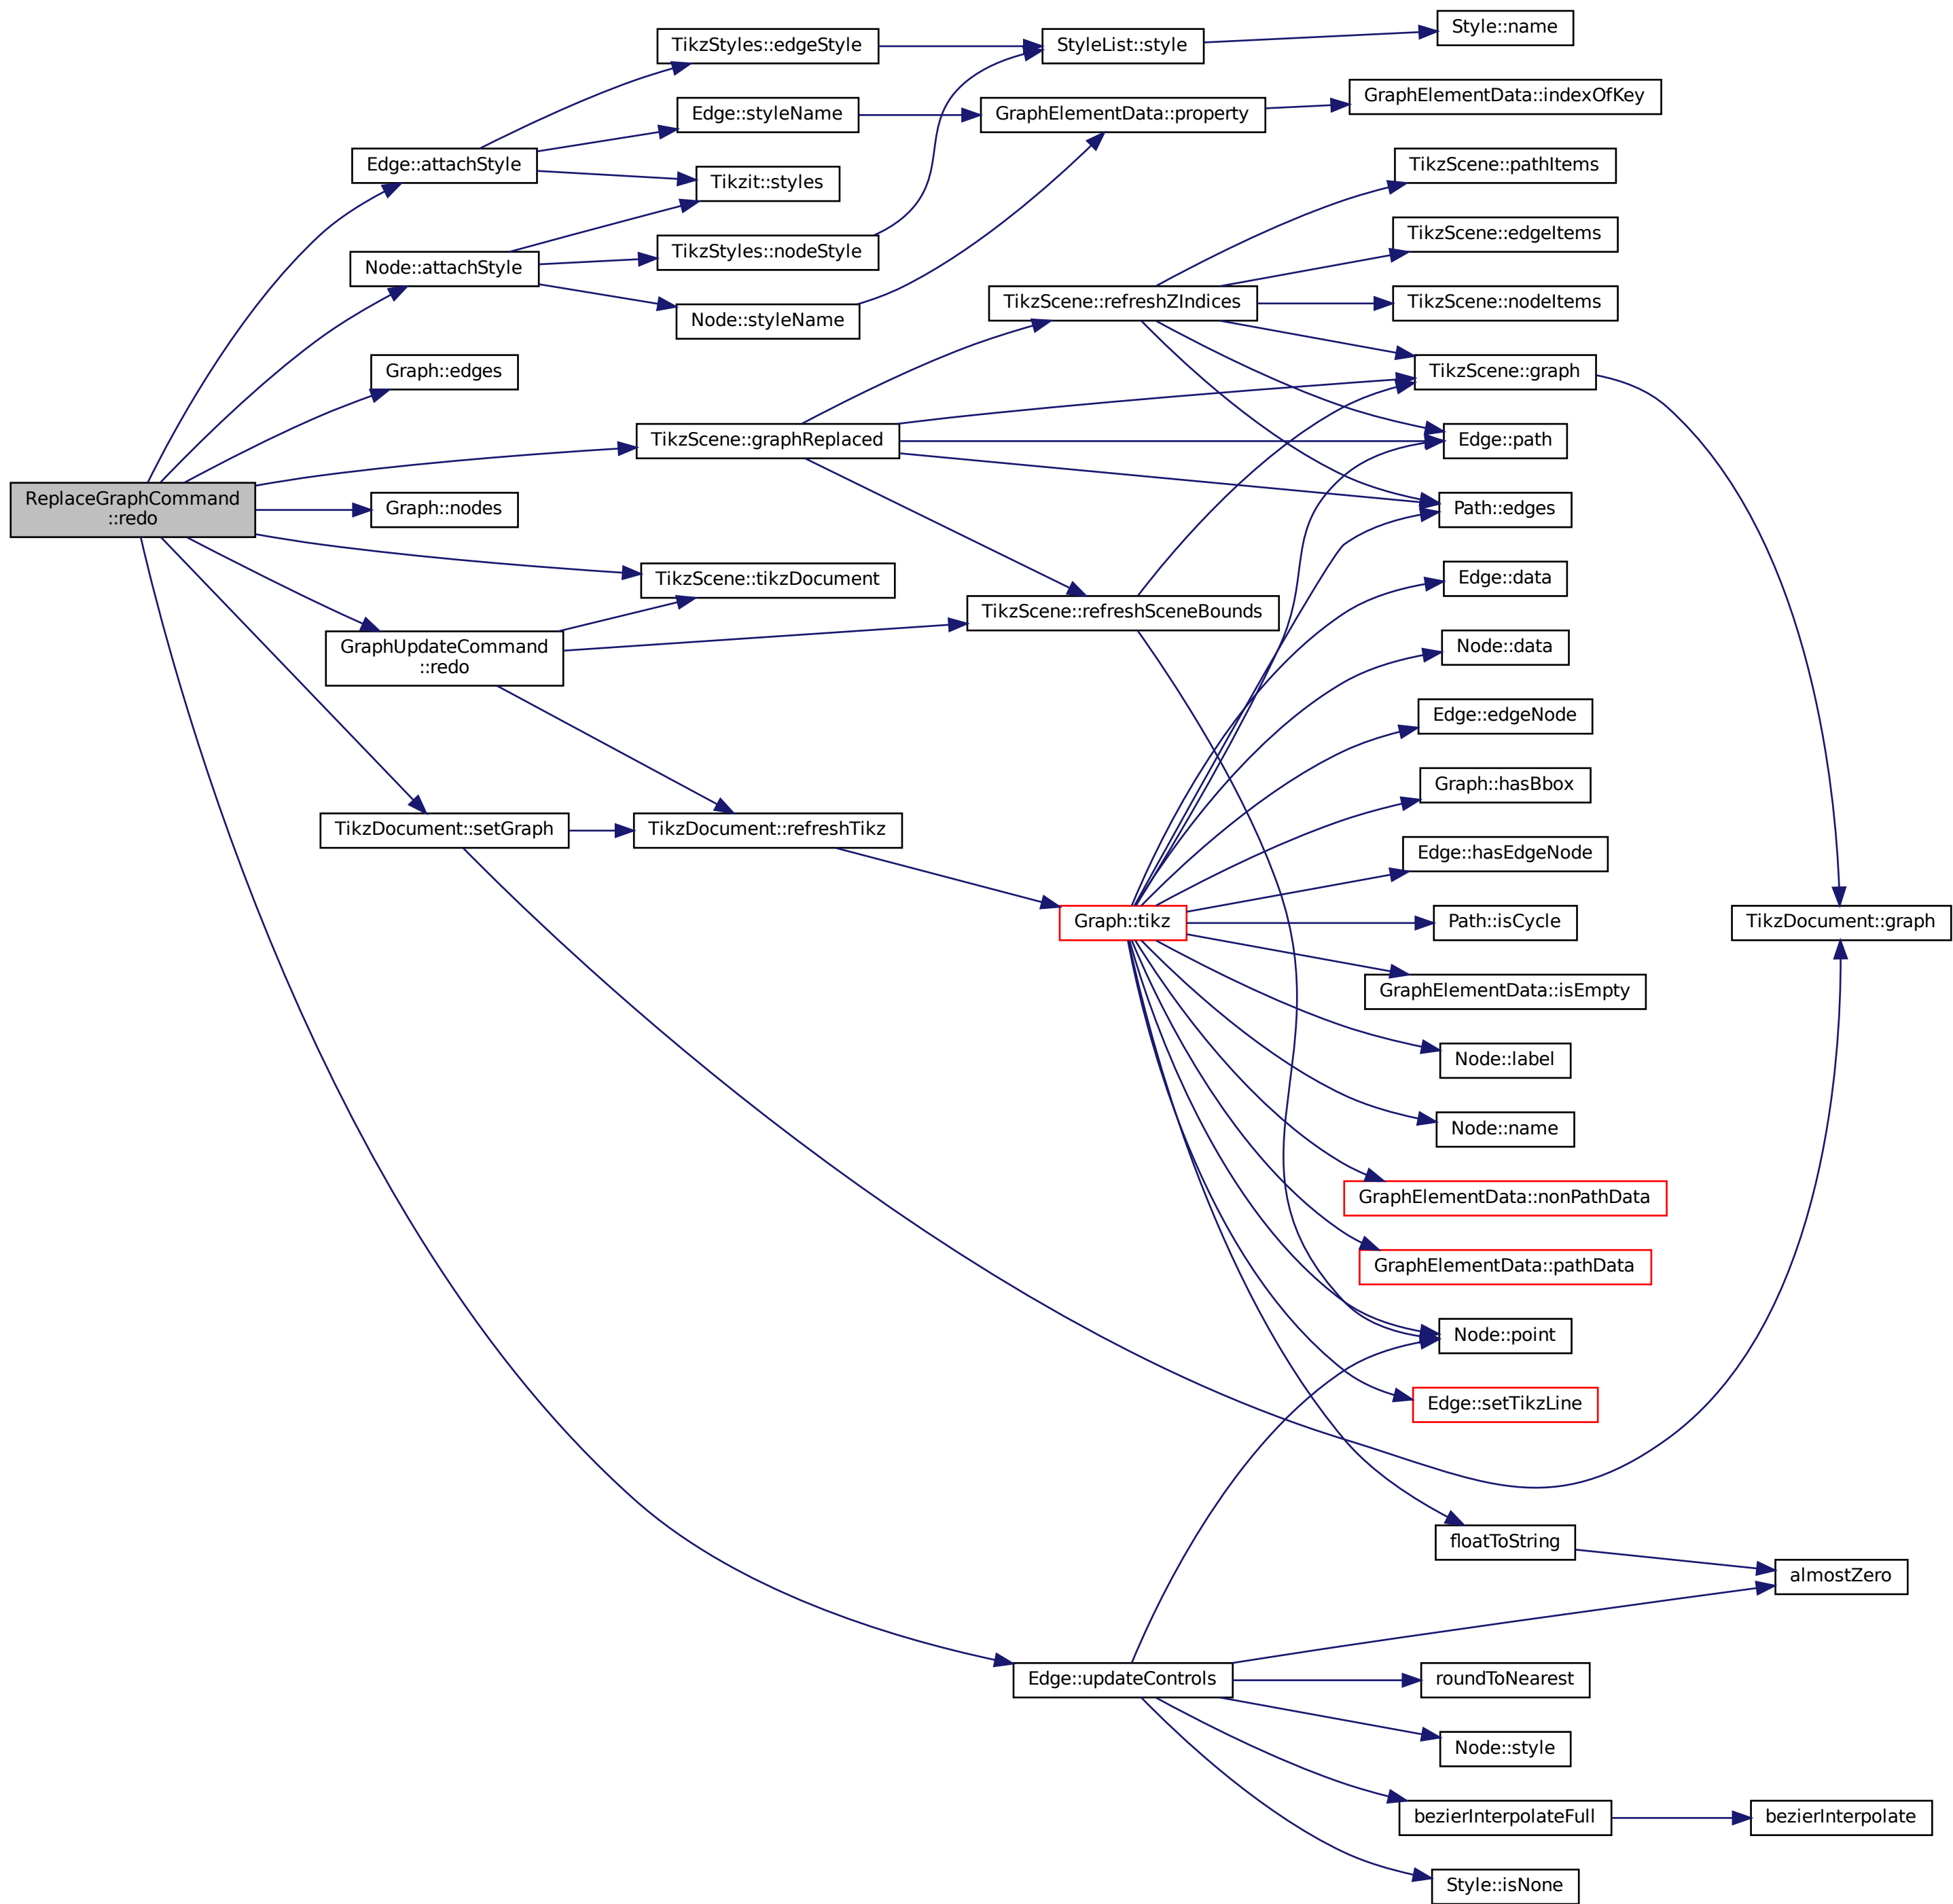 Style::name
TikzStyles::edgeStyle
StyleList::style
GraphElementData::indexOfKey
Edge::styleName
GraphElementData::property
Edge::attachStyle
TikzScene::pathItems
Tikzit::styles
TikzScene::edgeItems
TikzStyles::nodeStyle
Node::attachStyle
TikzScene::refreshZIndices
TikzScene::nodeItems
Node::styleName
Graph::edges
TikzScene::graph
TikzScene::graphReplaced
Edge::path
ReplaceGraphCommand
::redo
Graph::nodes
Path::edges
TikzScene::tikzDocument
Edge::data
TikzScene::refreshSceneBounds
GraphUpdateCommand
::redo
Node::data
Edge::edgeNode
Graph::hasBbox
TikzDocument::setGraph
TikzDocument::refreshTikz
Edge::hasEdgeNode
Graph::tikz
Path::isCycle
TikzDocument::graph
GraphElementData::isEmpty
Node::label
Node::name
GraphElementData::nonPathData
GraphElementData::pathData
Node::point
Edge::setTikzLine
floatToString
almostZero
Edge::updateControls
roundToNearest
Node::style
bezierInterpolateFull
bezierInterpolate
Style::isNone